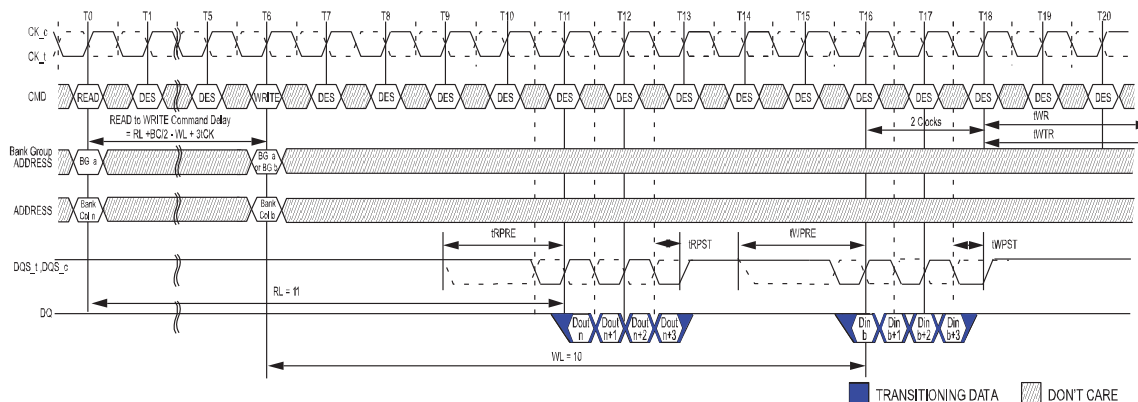 T0 T1 T5 T6 T7 T8 T9 T10 T11 T12 T13 T14 T15 T16 T17 T18 T19 T20
CK_c
CK_t
CMD READ DES DES WRITE DES DES DES DES DES DES DES DES DES DES DES DES DES DES
READ to WRITE Command Delay
= RL +BC/2 - WL + 3tCK
2 Clocks
tWR
tWTR
Bank Group
ADDRESS
BG a
BG a
or BG b
ADDRESS
Bank
Col n
Bank
Col b
tRPRE tRPST tWPRE tWPST
DQS_t ,DQS_c
RL = 11
DQ
Dout
n
Dout
n+1
Dout
n+2
Dout
n+3
Din
b
Din
b+1
Din
b+2
Din
b+3
WL = 10
TRANSITIONING DATA DON'T CARE